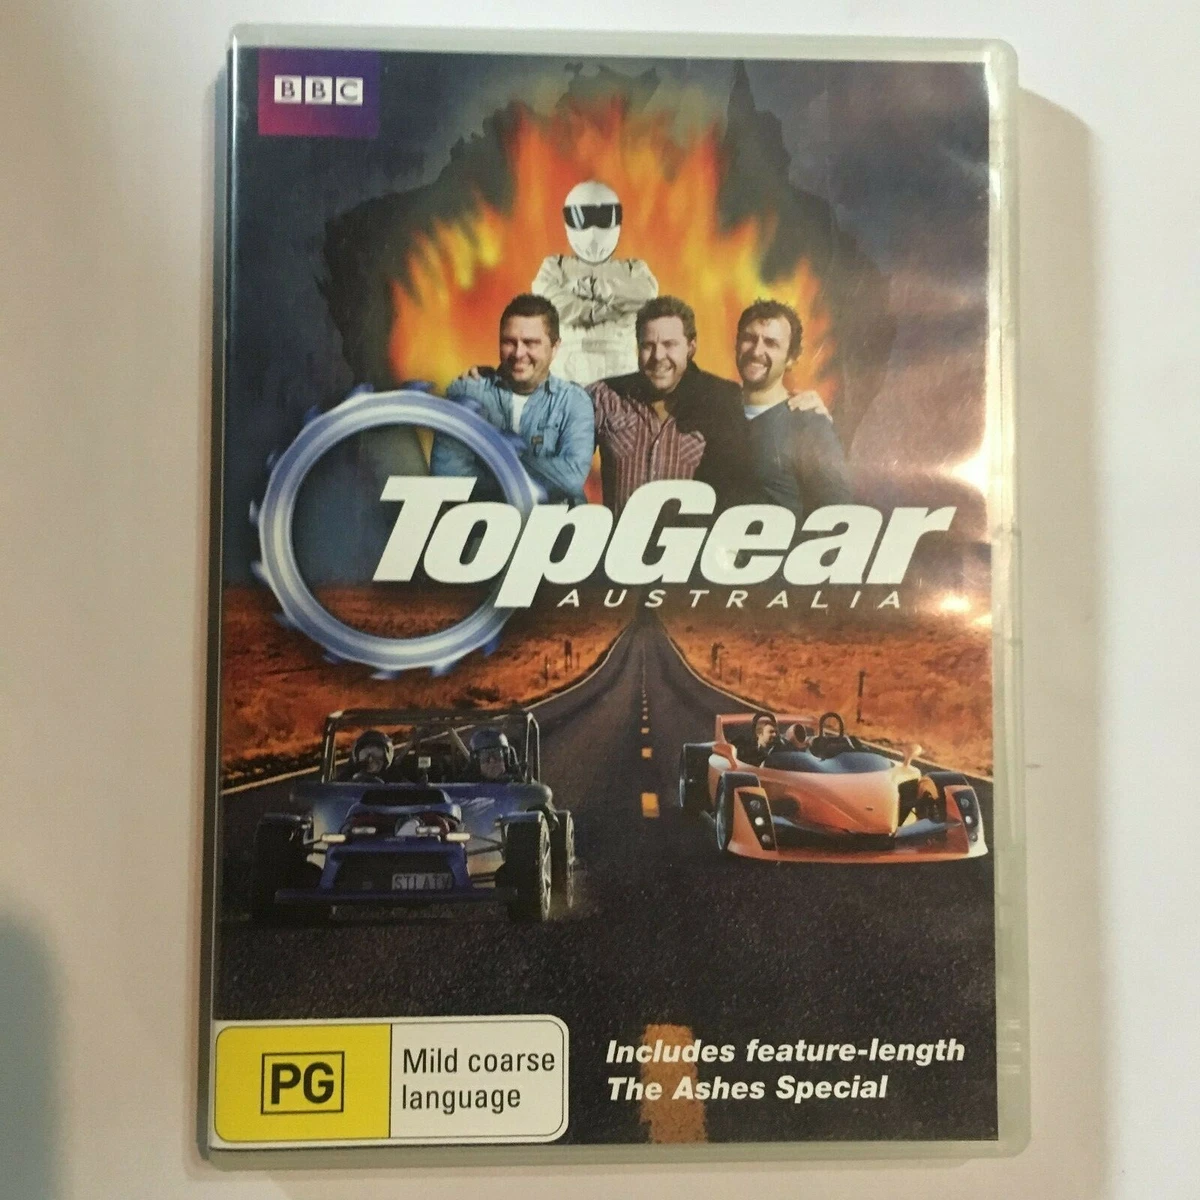 BBC
TopGear
AUSTRALIA
PG
Mild coarse
language
Includes feature-length
The Ashes Special